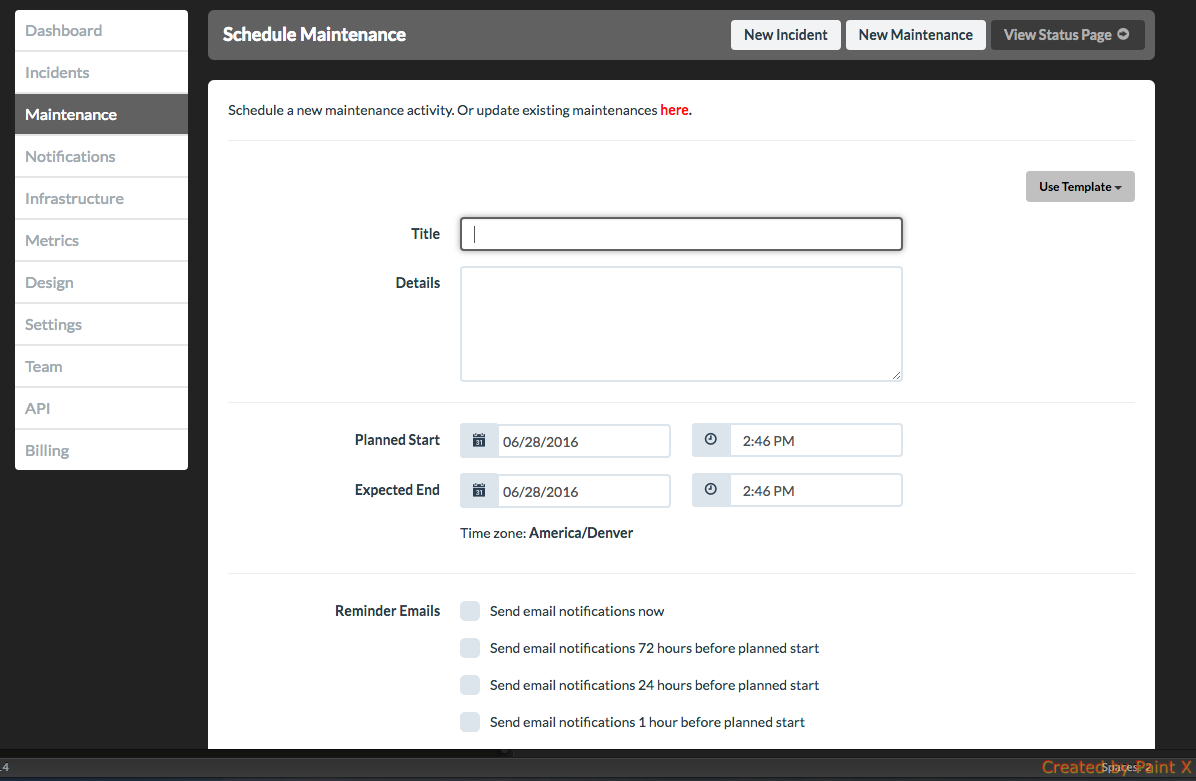 Dashboard
Incidents
Maintenance
Notifications
Infrastructure
Metrics
Design
Settings
Team
API
Billing
Schedule Maintenance
New Incident
New Maintenance
View Status Page
Schedule a new maintenance activity. Or update existing maintenances here.
Use Template
Title
Details
Planned Start
31
06/28/2016
2:46 PM
Expected End
31
06/28/2016
2:46 PM
Time zone: America/Denver
Reminder Emails
Send email notifications now
Send email notifications 72 hours before planned start
Send email notifications 24 hours before planned start
Send email notifications 1 hour before planned start
14
Spaces: 2
Created by Paint X